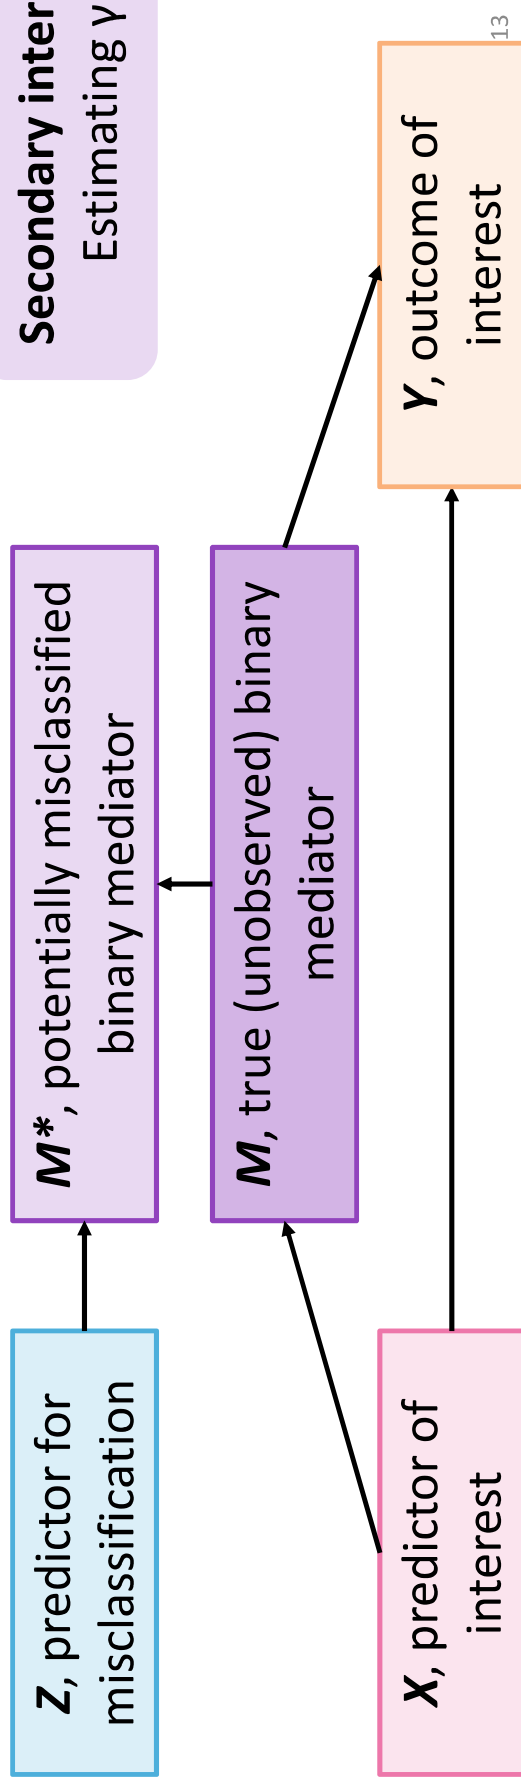 Secondary inter
Estimating γ
Z, predictor for
misclassification
M*, potentially misclassified
binary mediator
M, true (unobserved) binary
mediator
X, predictor of
interest
Y, outcome of
interest
13